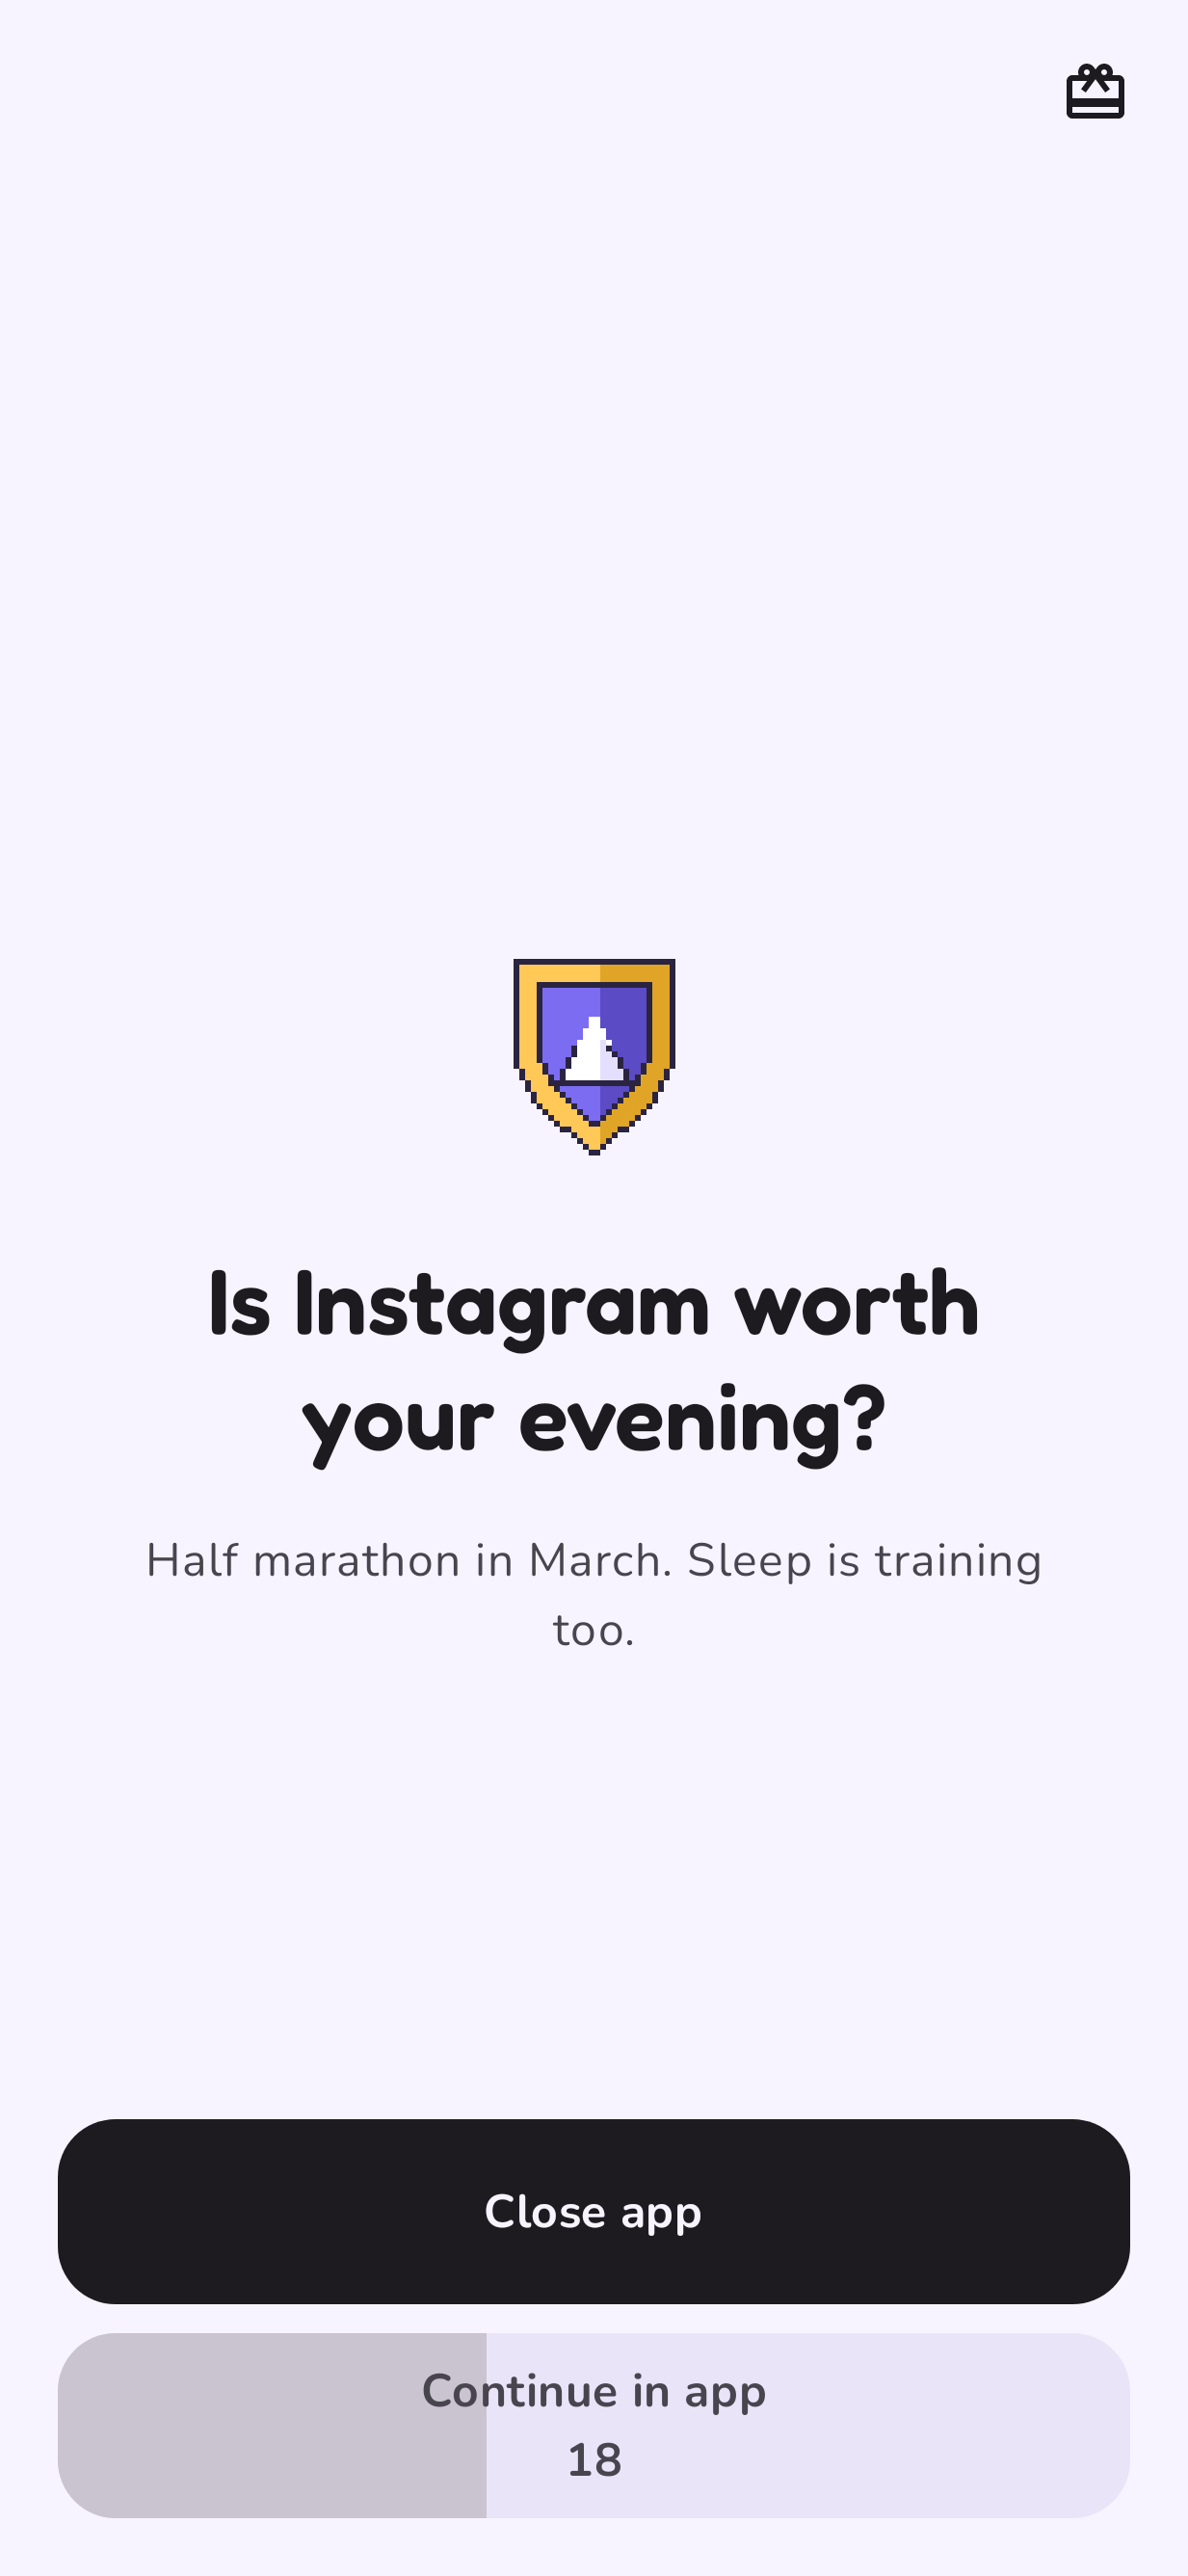 Is Instagram worth
your evening?
Half marathon in March. Sleep is training
too.
Close app
Continue in app
18